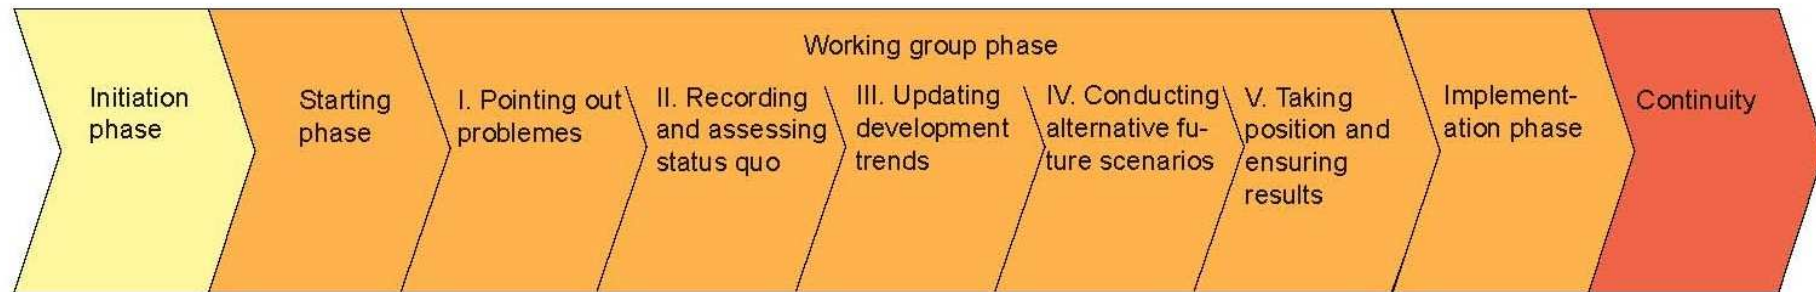 Working group phase
Initiation
phase
Starting
phase
I. Pointing out
problemes
II. Recording
and assessing
status quo
III. Updating
development
trends
IV. Conducting
alternative fu-
ture scenarios
V. Taking
position and
ensuring
results
Implement-
ation phase
Continuity